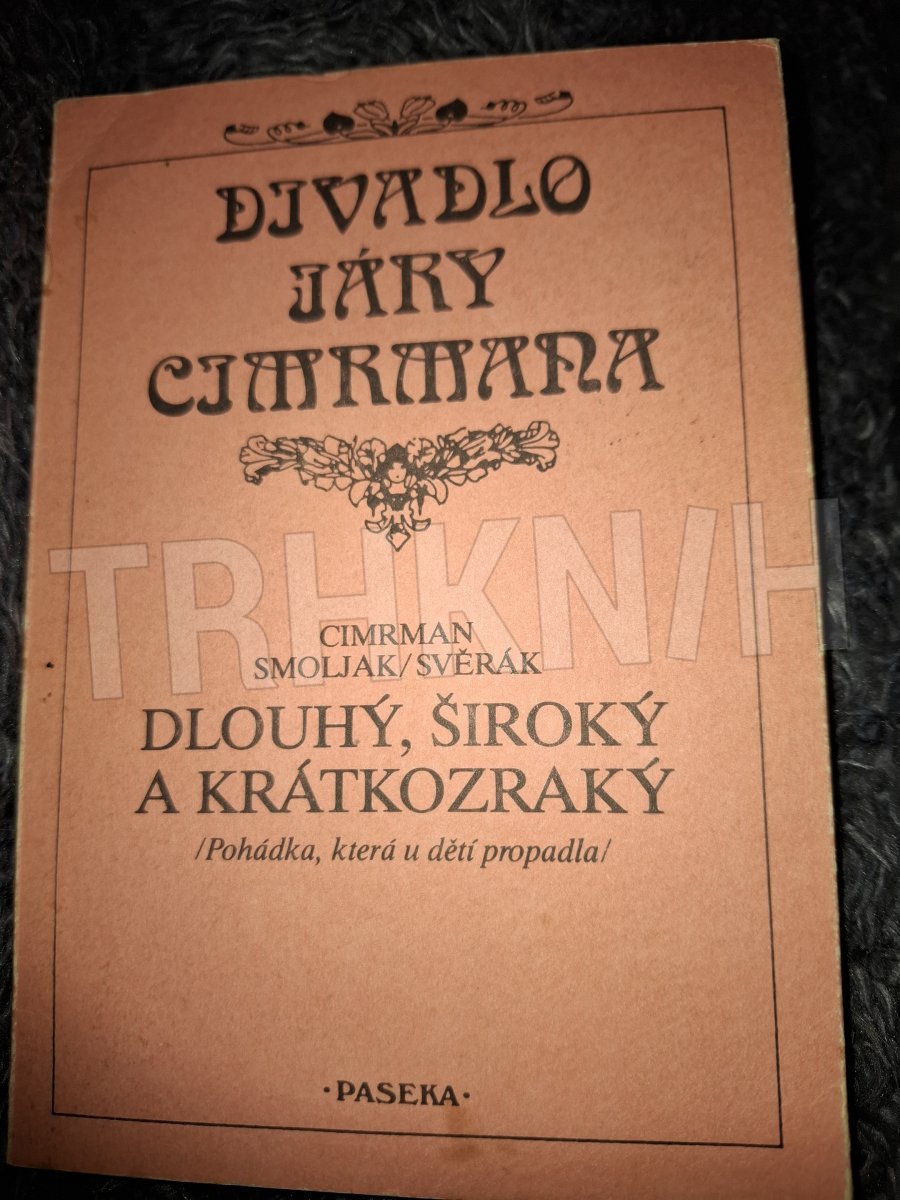 DIVADLO
JÁRY
CIMRMANA
TRHKNIH
CIMRMAN
SMOLJAK/SVĚRÁK
DLOUHÝ, ŠIROKÝ
A KRÁTKOZRAKÝ
/Pohádka, která u dětí propadla/
·PASEKA·